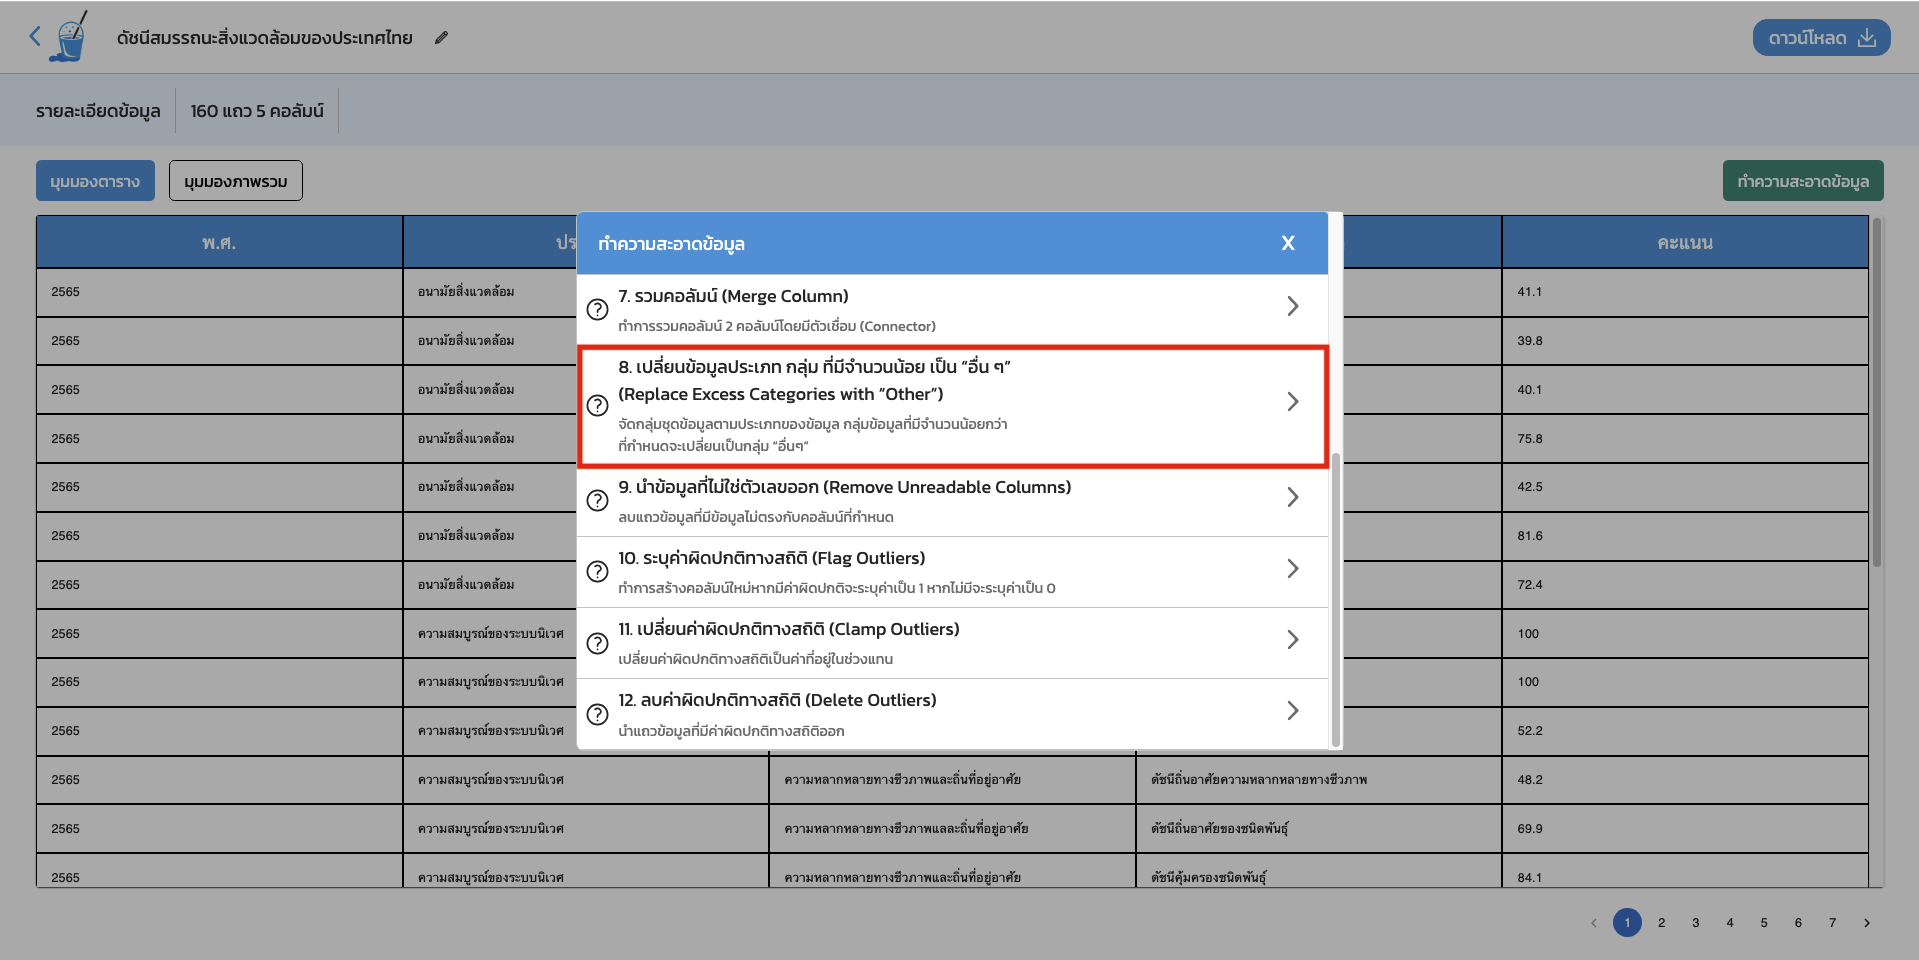 ดัชนีสมรรถนะสิ่งแวดล้อมของประเทศไทย
ดาวน์โหลด
รายละเอียดข้อมูล
160 แถว 5 คอลัมน์
มุมมองตาราง
มุมมองภาพรวม
ทำความสะอาดข้อมูล
พ.ศ.
ปร
คะแนน
2565 อนามัยสิ่งแวดล้อม 41.1
2565 อนามัยสิ่งแวดล้อม 39.8
2565 อนามัยสิ่งแวดล้อม 40.1
2565 อนามัยสิ่งแวดล้อม 75.8
2565 อนามัยสิ่งแวดล้อม 42.5
2565 อนามัยสิ่งแวดล้อม 81.6
2565 อนามัยสิ่งแวดล้อม 72.4
2565 ความสมบูรณ์ของระบบนิเวศ 100
2565 ความสมบูรณ์ของระบบนิเวศ 100
2565 ความสมบูรณ์ของระบบนิเวศ 52.2
2565 ความสมบูรณ์ของระบบนิเวศ ความหลากหลายทางชีวภาพและถิ่นที่อยู่อาศัย ดัชนีถิ่นอาศัยความหลากหลายทางชีวภาพ 48.2
2565 ความสมบูรณ์ของระบบนิเวศ ความหลากหลายทางชีวภาพแลละถิ่นที่อยู่อาศัย ดัชนีถิ่นอาศัยของชนิดพันธุ์ 69.9
2565 ความสมบูรณ์ของระบบนิเวศ ความหลากหลายทางชีวภาพและถิ่นที่อยู่อาศัย ดัชนีคุ้มครองชนิดพันธุ์ 84.1
ทำความสะอาดข้อมูล X
7. รวมคอลัมน์ (Merge Column)
ทำการรวมคอลัมน์ 2 คอลัมน์โดยมีตัวเชื่อม (Connector)
8. เปลี่ยนข้อมูลประเภท กลุ่ม ที่มีจำนวนน้อย เป็น “อื่น ๆ”
(Replace Excess Categories with “Other”)
จัดกลุ่มชุดข้อมูลตามประเภทของข้อมูล กลุ่มข้อมูลที่มีจำนวนน้อยกว่า
ที่กำหนดจะเปลี่ยนเป็นกลุ่ม “อื่นๆ”
9. นำข้อมูลที่ไม่ใช่ตัวเลขออก (Remove Unreadable Columns)
ลบแถวข้อมูลที่มีข้อมูลไม่ตรงกับคอลัมน์ที่กำหนด
10. ระบุค่าผิดปกติทางสถิติ (Flag Outliers)
ทำการสร้างคอลัมน์ใหม่หากมีค่าผิดปกติจะระบุค่าเป็น 1 หากไม่มีจะระบุค่าเป็น 0
11. เปลี่ยนค่าผิดปกติทางสถิติ (Clamp Outliers)
เปลี่ยนค่าผิดปกติทางสถิติเป็นค่าที่อยู่ในช่วงแทน
12. ลบค่าผิดปกติทางสถิติ (Delete Outliers)
นำแถวข้อมูลที่มีค่าผิดปกติทางสถิติออก
1 2 3 4 5 6 7